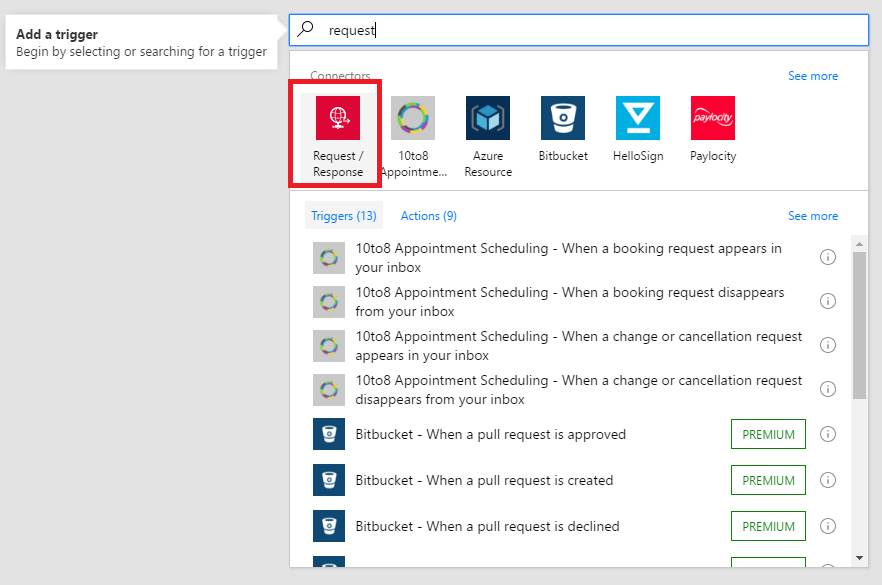 Add a trigger
Begin by selecting or searching for a trigger
request
Connectors
See more
Request /
Response
10to8
Appointme...
Azure
Resource
Bitbucket
HelloSign
paylocity
Paylocity
Triggers (13)
Actions (9)
See more
10to8 Appointment Scheduling - When a booking request appears in
your inbox
10to8 Appointment Scheduling - When a booking request disappears
from your inbox
10to8 Appointment Scheduling - When a change or cancellation request
appears in your inbox
10to8 Appointment Scheduling - When a change or cancellation request
disappears from your inbox
Bitbucket - When a pull request is approved
PREMIUM
Bitbucket - When a pull request is created
PREMIUM
Bitbucket - When a pull request is declined
PREMIUM